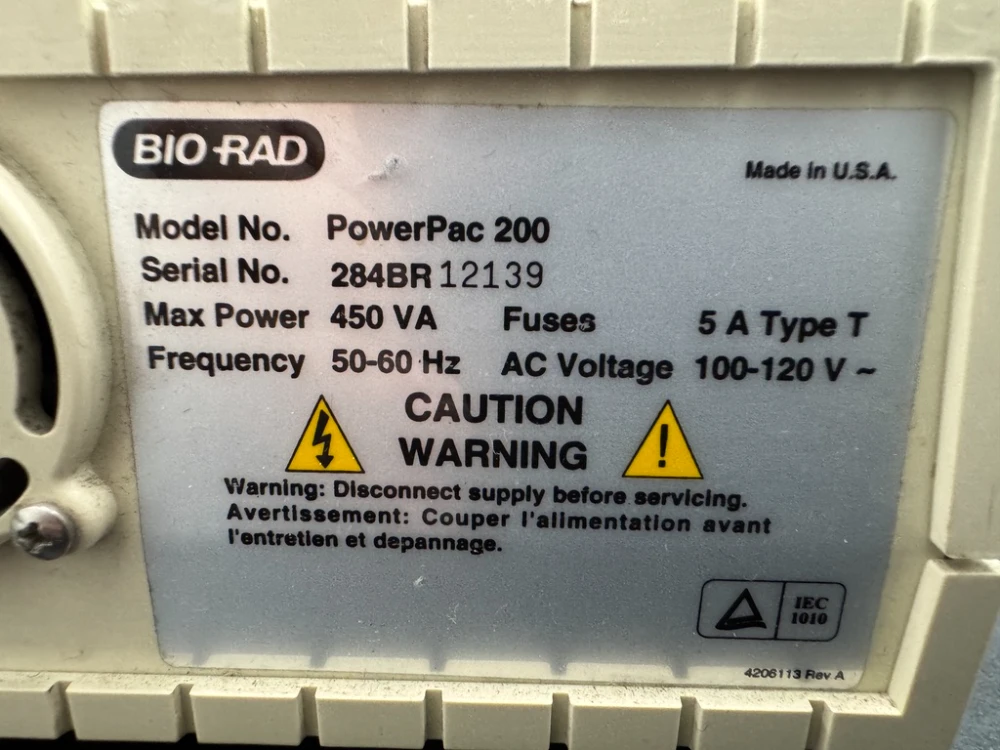 BIO-RAD
Made in U.S.A.
Model No. PowerPac 200
Serial No. 284BR 12139
Max Power 450 VA Fuses 5 A Type T
Frequency 50-60 Hz AC Voltage 100-120 V ~
CAUTION
WARNING
!
Warning: Disconnect supply before servicing.
Avertissement: Couper l'alimentation avant
l'entretien et depannage.
IEC
1010
4206113 Rev A